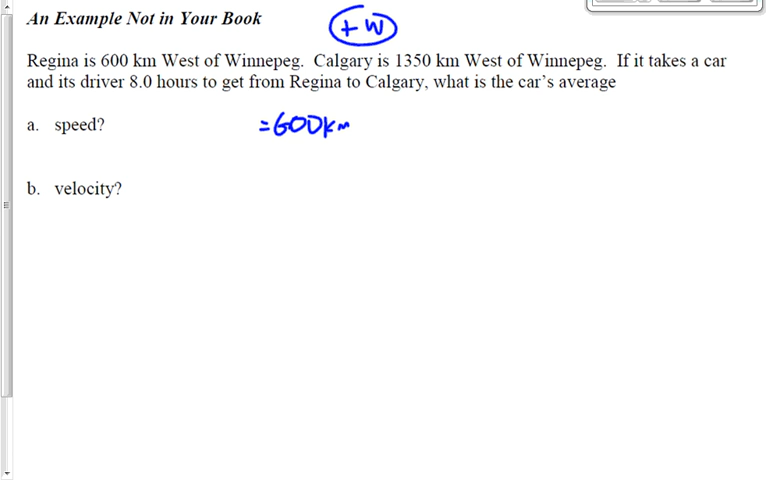 An Example Not in Your Book
+ W
Regina is 600 km West of Winnepeg. Calgary is 1350 km West of Winnepeg. If it takes a car
and its driver 8.0 hours to get from Regina to Calgary, what is the car's average
a. speed?
=600km
b. velocity?